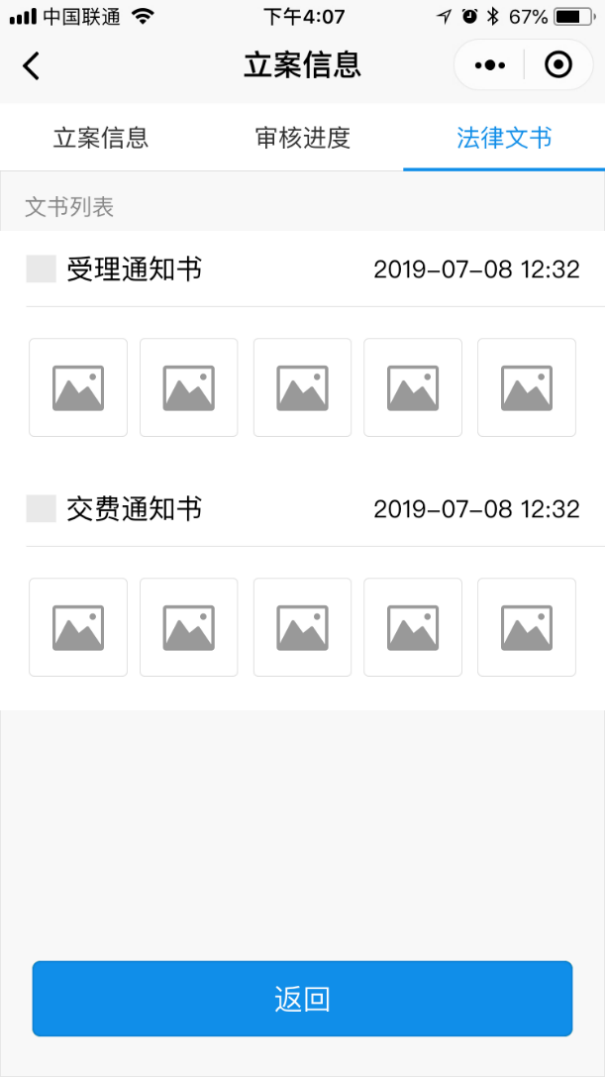 中国联通 下午4:07 67%
立案信息
立案信息 审核进度 法律文书
文书列表
受理通知书 2019-07-08 12:32
交费通知书 2019-07-08 12:32
返回